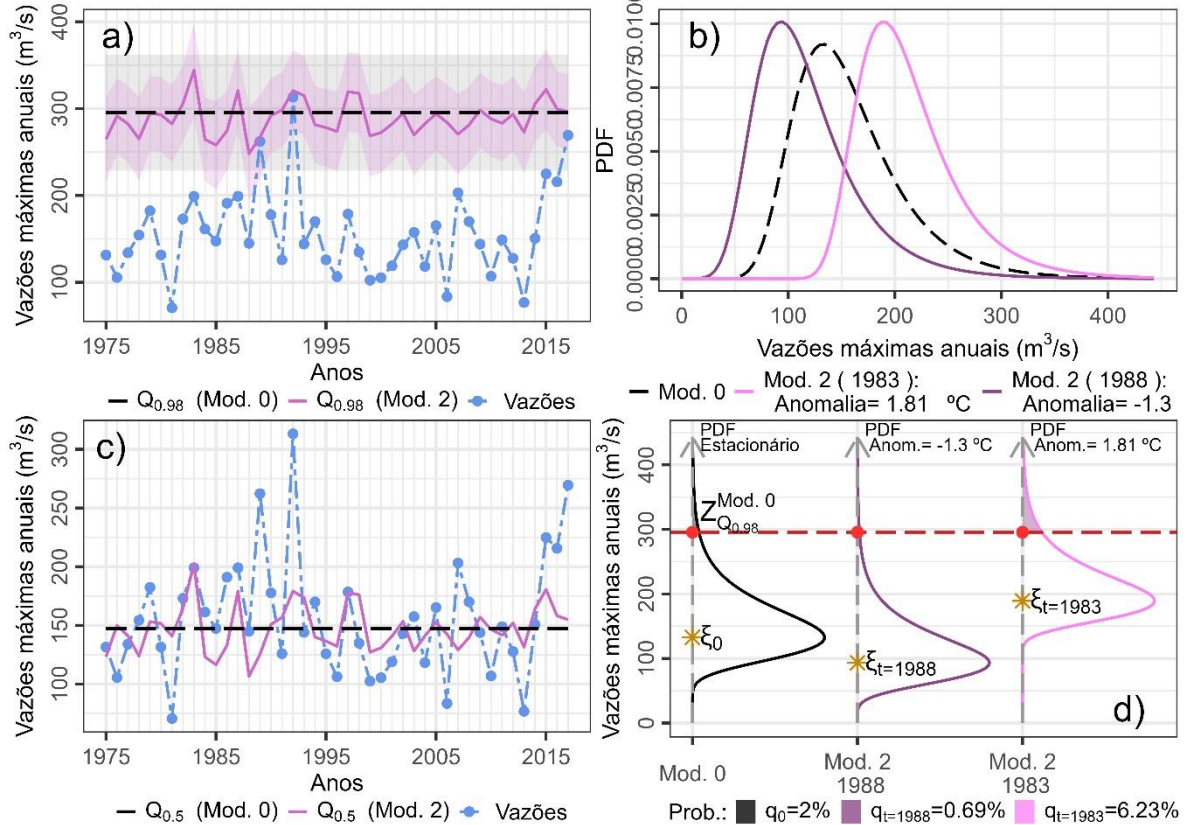 a)
Vazões máximas anuais (m³/s)
400
300
200
100
1975
1985
1995
2005
2015
Anos
Q₀.₉₈ (Mod. 0)
Q₀.₉₈ (Mod. 2)
Vazões
b)
PDF
0.0000
0.0025
0.0050
0.0075
0.0100
0
100
200
300
400
Vazões máximas anuais (m³/s)
Mod. 0
Mod. 2 ( 1983 ):
Anomalia= 1.81 ºC
Mod. 2 ( 1988 ):
Anomalia= -1.3
c)
Vazões máximas anuais (m³/s)
300
250
200
150
100
1975
1985
1995
2005
2015
Anos
Q₀.₅ (Mod. 0)
Q₀.₅ (Mod. 2)
Vazões
d)
Vazões máximas anuais (m³/s)
400
300
200
100
0
PDF
Estacionário
PDF
Anom.= -1.3 ºC
PDF
Anom.= 1.81 ºC
Z Mod. 0 Q₀.₉₈
ξ₀
ξt=1988
ξt=1983
Mod. 0
Mod. 2
1988
Mod. 2
1983
Prob.:
q₀=2%
qt=1988=0.69%
qt=1983=6.23%